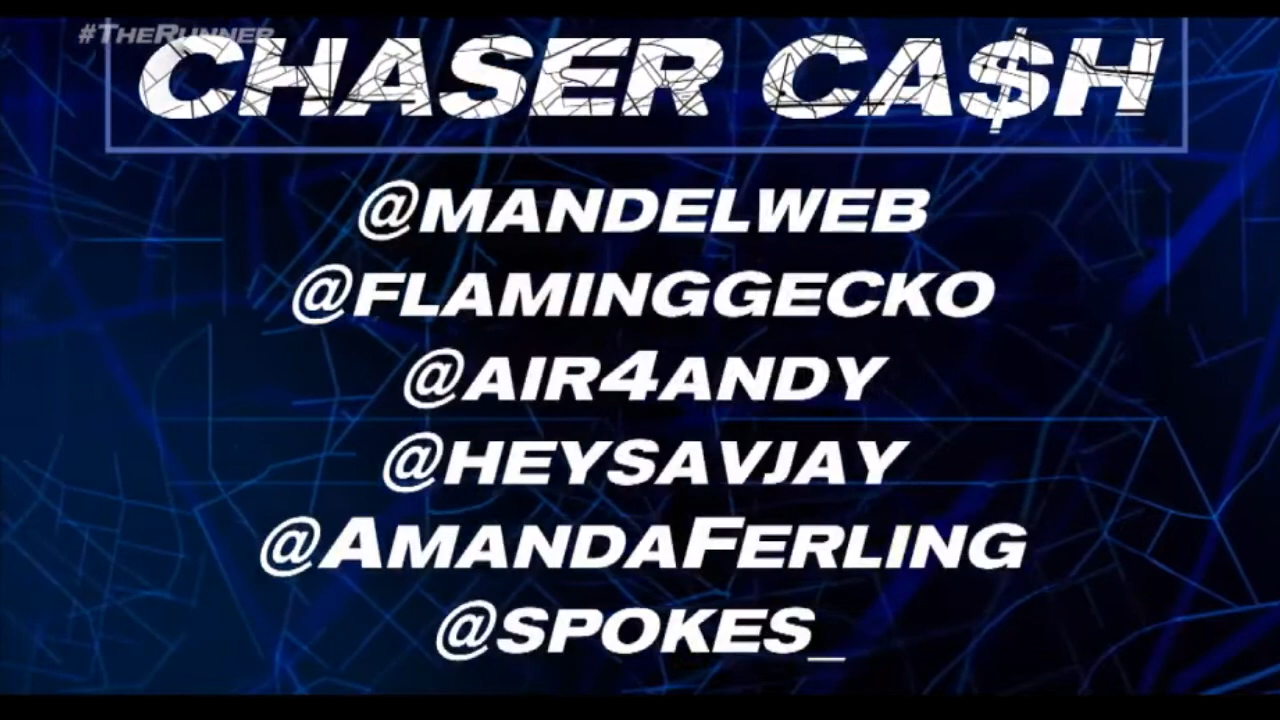 #THERUNNER
CHASER CA$H
@MANDELWEB
@FLAMINGGECKO
@AIR4ANDY
@HEYSAVJAY
@AMANDAFERLING
@SPOKES_